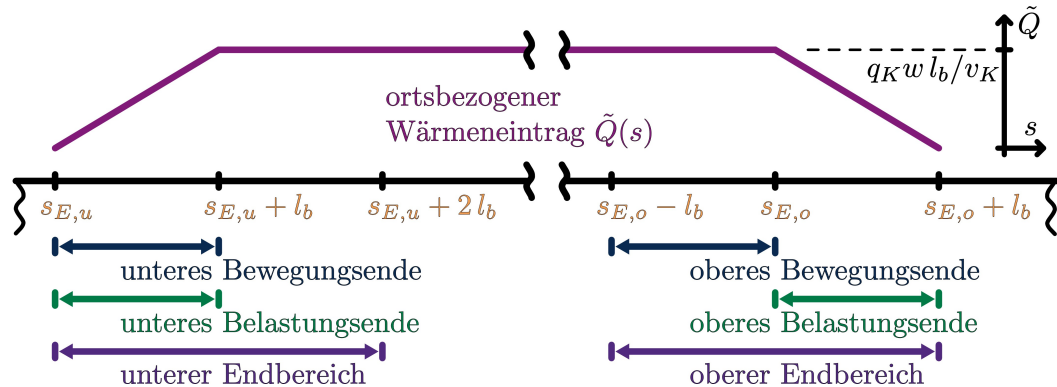 Q̃
q_K w l_b/v_K
ortsbezogener
Wärmeneintrag Q̃(s)
s
s_{E,u} s_{E,u} + l_b s_{E,u} + 2 l_b s_{E,o} − l_b s_{E,o} s_{E,o} + l_b
unteres Bewegungsende oberes Bewegungsende
unteres Belastungsende oberes Belastungsende
unterer Endbereich oberer Endbereich